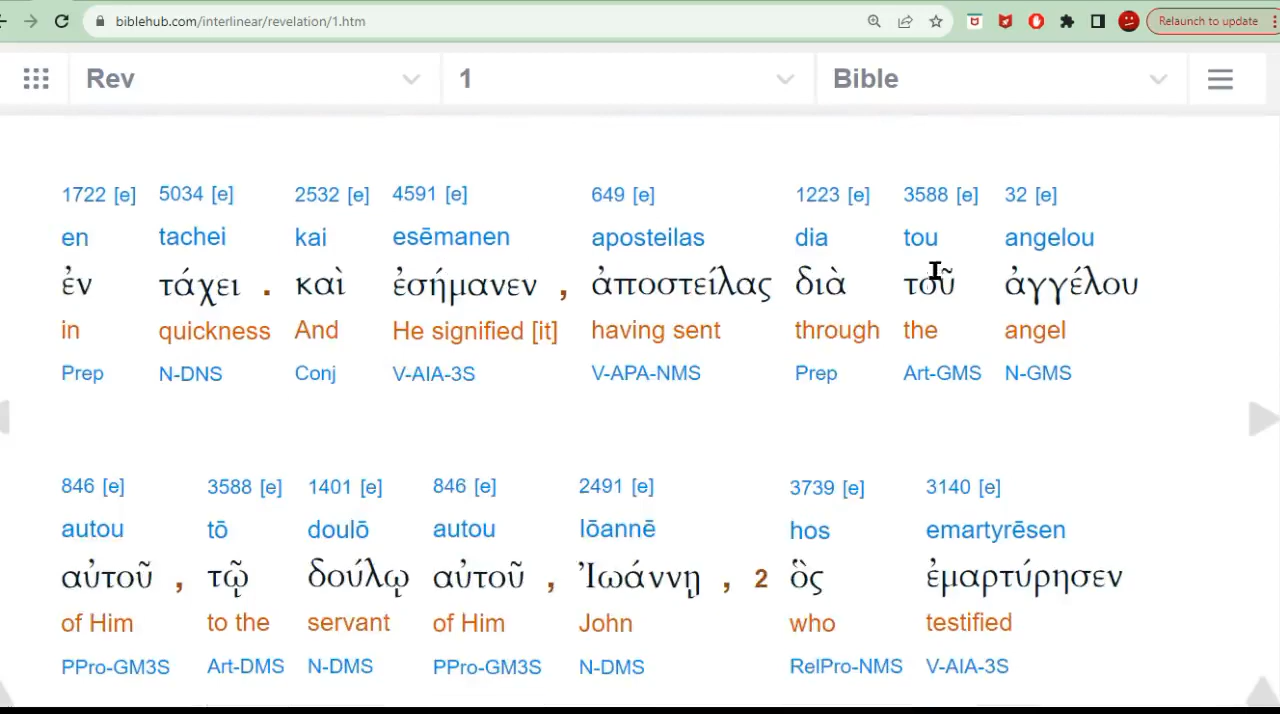 biblehub.com/interlinear/revelation/1.htm Relaunch to update
Rev 1 Bible
1722 [e] 5034 [e] 2532 [e] 4591 [e] 649 [e] 1223 [e] 3588 [e] 32 [e]
en tachei kai esēmanen aposteilas dia tou angelou
ἐν τάχει . καὶ ἐσήμανεν , ἀποστείλας διὰ τοῦ ἀγγέλου
in quickness And He signified [it] having sent through the angel
Prep N-DNS Conj V-AIA-3S V-APA-NMS Prep Art-GMS N-GMS
846 [e] 3588 [e] 1401 [e] 846 [e] 2491 [e] 3739 [e] 3140 [e]
autou tō doulō autou Iōannē hos emartyrēsen
αὐτοῦ , τῷ δούλῳ αὐτοῦ , Ἰωάννῃ , 2 ὃς ἐμαρτύρησεν
of Him to the servant of Him John who testified
PPro-GM3S Art-DMS N-DMS PPro-GM3S N-DMS RelPro-NMS V-AIA-3S